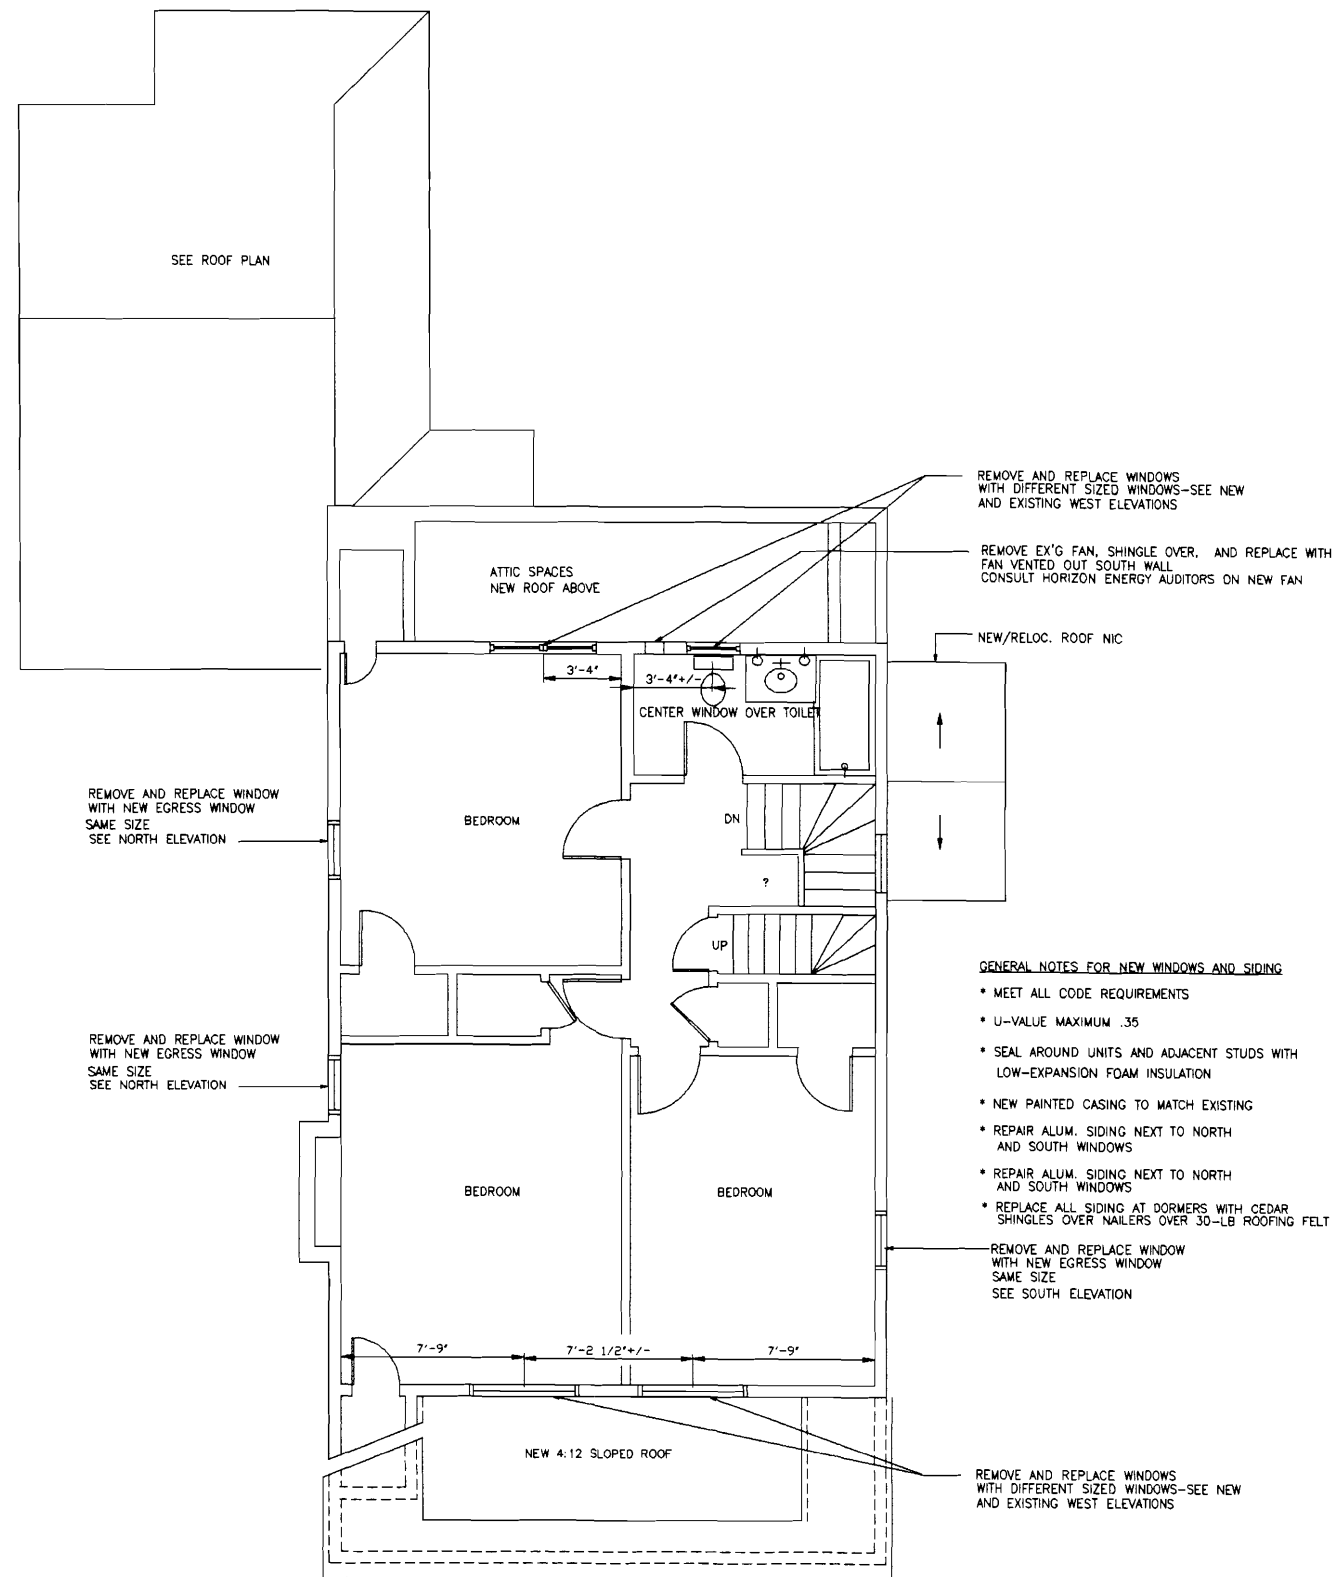 SEE ROOF PLAN
REMOVE AND REPLACE WINDOWS
WITH DIFFERENT SIZED WINDOWS-SEE NEW
AND EXISTING WEST ELEVATIONS
REMOVE EX'G FAN, SHINGLE OVER, AND REPLACE WITH
FAN VENTED OUT SOUTH WALL
CONSULT HORIZON ENERGY AUDITORS ON NEW FAN
ATTIC SPACES
NEW ROOF ABOVE
NEW/RELOC. ROOF NIC
3'-4"
3'-4"+/-
CENTER WINDOW OVER TOILET
REMOVE AND REPLACE WINDOW
WITH NEW EGRESS WINDOW
SAME SIZE
SEE NORTH ELEVATION
BEDROOM
DN
?
UP
GENERAL NOTES FOR NEW WINDOWS AND SIDING
* MEET ALL CODE REQUIREMENTS
* U-VALUE MAXIMUM .35
* SEAL AROUND UNITS AND ADJACENT STUDS WITH
LOW-EXPANSION FOAM INSULATION
* NEW PAINTED CASING TO MATCH EXISTING
* REPAIR ALUM. SIDING NEXT TO NORTH
AND SOUTH WINDOWS
* REPAIR ALUM. SIDING NEXT TO NORTH
AND SOUTH WINDOWS
* REPLACE ALL SIDING AT DORMERS WITH CEDAR
SHINGLES OVER NAILERS OVER 30-LB ROOFING FELT
REMOVE AND REPLACE WINDOW
WITH NEW EGRESS WINDOW
SAME SIZE
SEE NORTH ELEVATION
BEDROOM
BEDROOM
REMOVE AND REPLACE WINDOW
WITH NEW EGRESS WINDOW
SAME SIZE
SEE SOUTH ELEVATION
7'-9"
7'-2 1/2"+/-
7'-9"
NEW 4:12 SLOPED ROOF
REMOVE AND REPLACE WINDOWS
WITH DIFFERENT SIZED WINDOWS-SEE NEW
AND EXISTING WEST ELEVATIONS